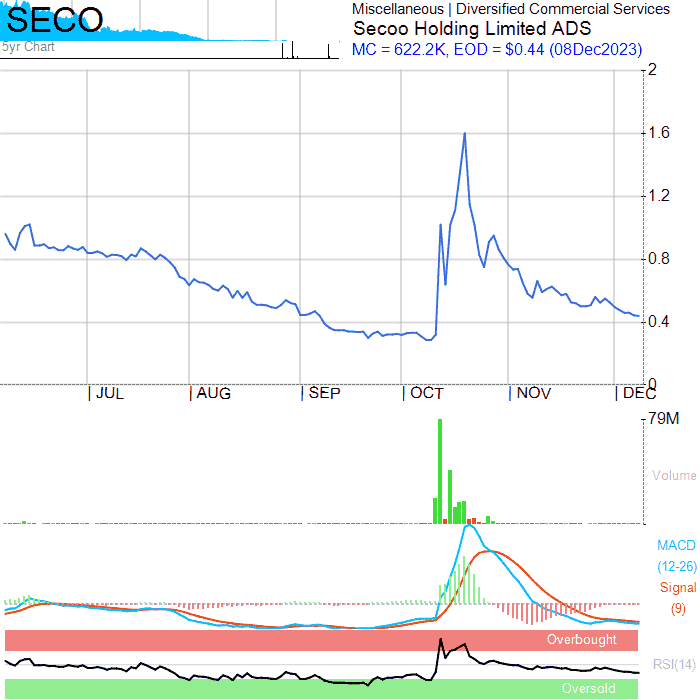 SECO
5yr Chart
Miscellaneous | Diversified Commercial Services
Secoo Holding Limited ADS
MC = 622.2K, EOD = $0.44 (08Dec2023)
2
1.6
1.2
0.8
0.4
0
JUL AUG SEP OCT NOV DEC
79M
Volume
MACD
(12-26)
Signal
(9)
Overbought
RSI(14)
Oversold